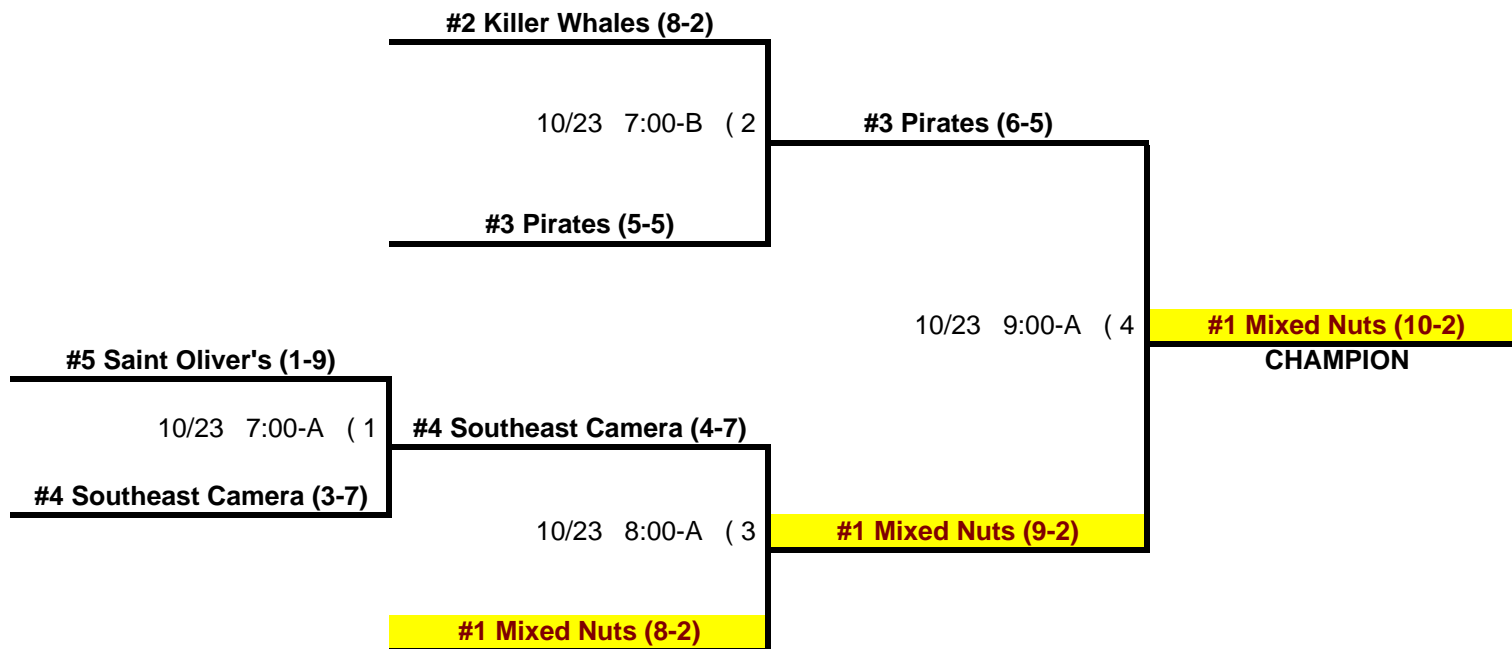 #2 Killer Whales (8-2)
10/23 7:00-B ( 2
#3 Pirates (6-5)
#3 Pirates (5-5)
10/23 9:00-A ( 4
#1 Mixed Nuts (10-2)
CHAMPION
#5 Saint Oliver's (1-9)
10/23 7:00-A ( 1
#4 Southeast Camera (4-7)
#4 Southeast Camera (3-7)
10/23 8:00-A ( 3
#1 Mixed Nuts (9-2)
#1 Mixed Nuts (8-2)